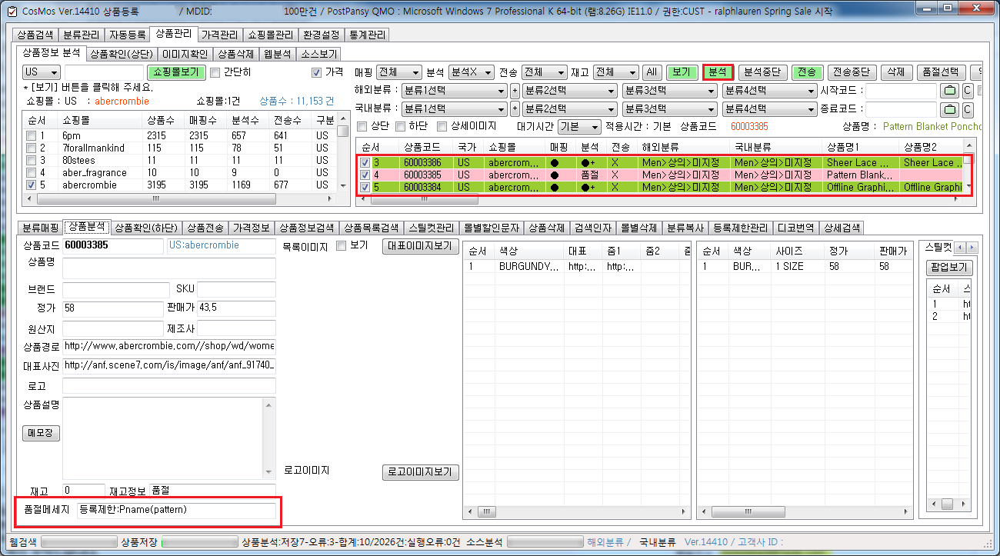 CosMos Ver.14410 상품등록 / MDID: 100만건 / PostPansy QMO : Microsoft Windows 7 Professional K 64-bit (램:8.26G) IE11.0 / 권한:CUST - ralphlauren Spring Sale 시작
상품검색 분류관리 자동등록 상품관리 가격관리 쇼핑몰관리 환경설정 통계관리
상품정보 분석 상품확인(상단) 이미지확인 상품삭제 웹분석 소스보기
US 쇼핑몰보기 간단히 가격
* [보기] 버튼을 클릭해 주세요.
쇼핑몰 : US : abercrombie 쇼핑몰:1건 상품수 : 11,153 건
순서 쇼핑몰 상품수 매핑수 분석수 전송수 구분
1 6pm 2315 2315 657 641 US
2 7forallmankind 115 115 78 51 US
3 80stees 11 11 11 11 US
4 aber_fragrance 10 10 9 0 US
5 abercrombie 3195 3195 1169 677 US
매핑 전체 분석 분석X 전송 전체 재고 전체 All 보기 분석 분석중단 전송 전송중단 삭제 품절선택
해외분류 : 분류1선택 + 분류2선택 분류3선택 분류4선택 시작코드 : C
국내분류 : 분류1선택 + 분류2선택 분류3선택 분류4선택 종료코드 : C
상단 하단 상세이미지 대기시간 기본 적용시간 : 기본 상품코드 60003385 상품명 : Pattern Blanket Poncho
순서 상품코드 국가 쇼핑몰 매핑 분석 전송 해외분류 국내분류 상품명1 상품명2
3 60003386 US abercrom... ● ●+ X Men>상의>미지정 Men>상의>미지정 Sheer Lace ... Sheer Lace ...
4 60003385 US abercrom... ● 품절 X Men>상의>미지정 Men>상의>미지정 Pattern Blank...
5 60003384 US abercrom... ● ●+ X Men>상의>미지정 Men>상의>미지정 Offline Graphi... Offline Graphi
분류매핑 상품분석 상품확인(하단) 상품전송 가격정보 상품정보검색 상품목록검색 스틸컷관리 몰별할인문자 상품삭제 검색인자 몰별삭제 분류복사 등록제한관리 디코번역 상세검색
상품코드 60003385 US:abercrombie 목록이미지 보기 대표이미지보기
상품명
브랜드 SKU
정가 58 판매가 43.5
원산지 제조사
상품경로 http://www.abercrombie.com//shop/wd/wome
대표사진 http://anf.scene7.com/is/image/anf/anf_91740_
로고
상품설명
메모장
로고이미지 로고이미지보기
재고 0 재고정보 품절
품절메세지 등록제한:Pname(pattern)
순서 색상 대표 줌1 줌2 줌
1 BURGUNDY... http:... http:...
순서 색상 사이즈 정가 판매가
1 BUR... 1 SIZE 58 58
스틸컷
팝업보기
순서 스
1 ht
2 ht
웹검색 상품저장 상품분석:저장7-오류:3-합계:10/2026건:실행오류:0건 소스분석 해외분류 / 국내분류 Ver.14410 / 고객사 ID :